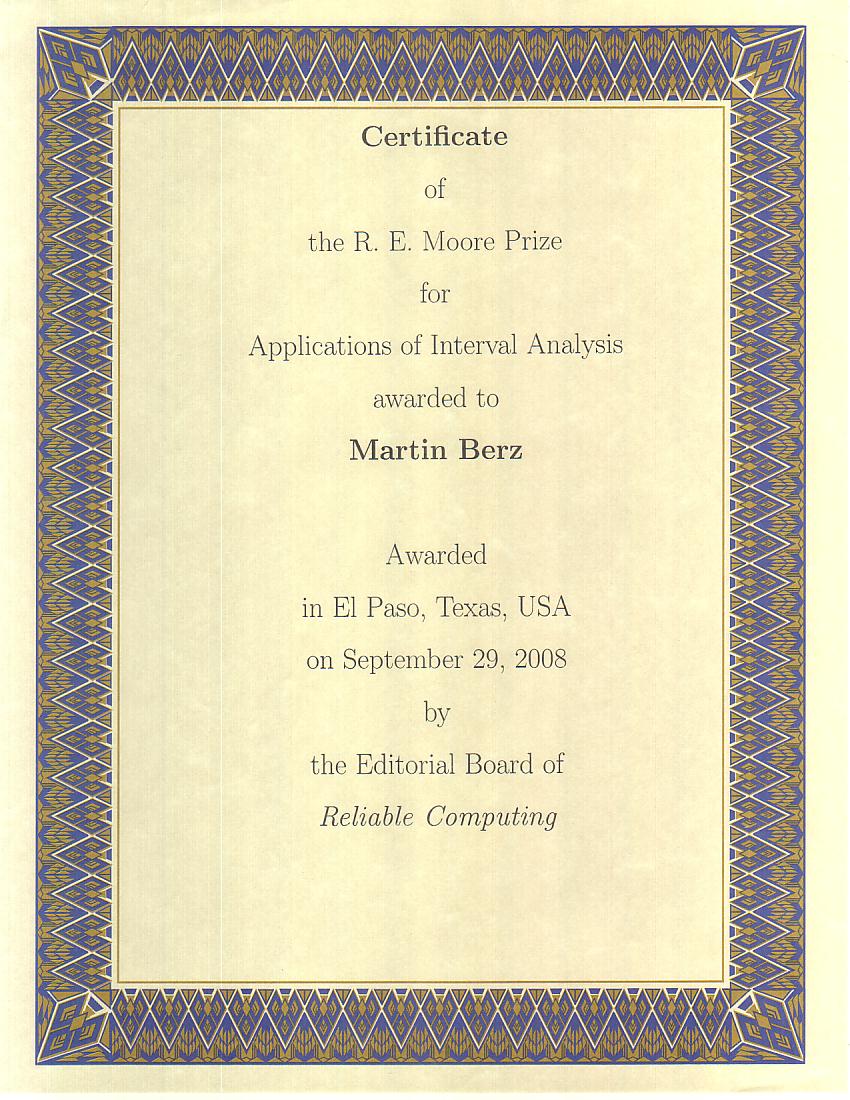 Certificate
of
the R. E. Moore Prize
for
Applications of Interval Analysis
awarded to
Martin Berz
Awarded
in El Paso, Texas, USA
on September 29, 2008
by
the Editorial Board of
Reliable Computing